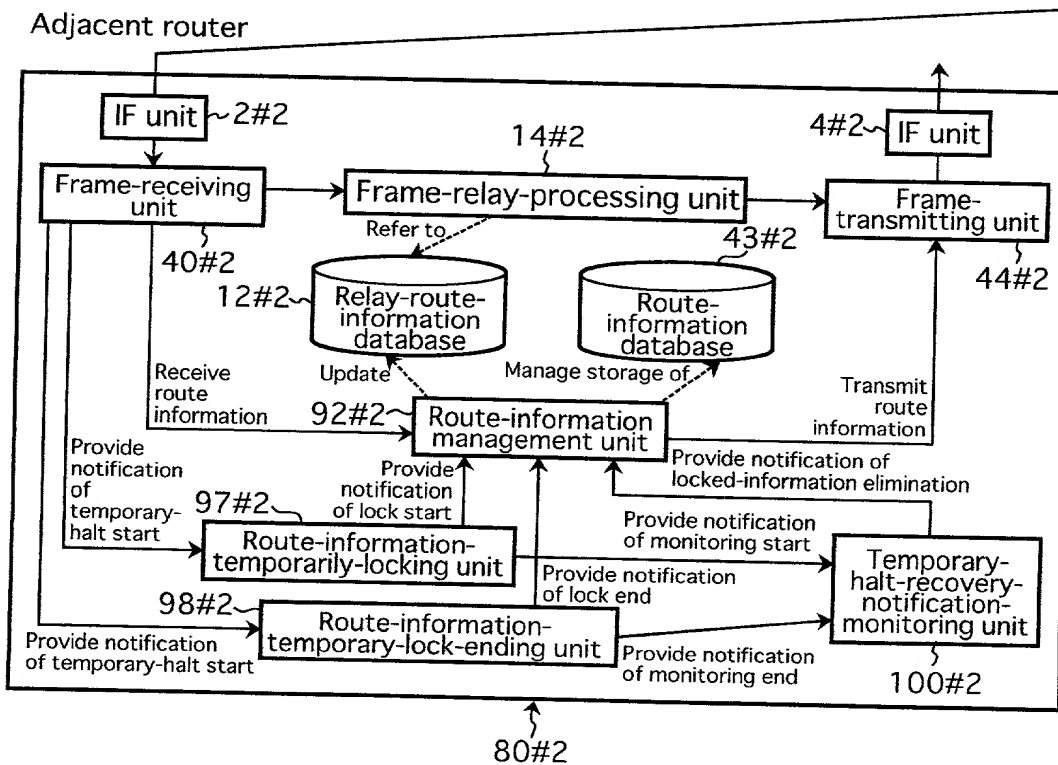 Adjacent router
IF unit
2#2
14#2
4#2
IF unit
Frame-receiving
unit
Frame-relay-processing unit
Frame-
transmitting unit
40#2
Refer to
43#2
44#2
12#2
Relay-route-
information
database
Route-
information
database
Receive
route
information
Update
Manage storage of
Transmit
route
information
92#2
Route-information
management unit
Provide
notification
of
temporary-
halt start
Provide
notification
of lock start
Provide notification of
locked-information elimination
97#2
Route-information-
temporarily-locking unit
Provide notification
of monitoring start
Temporary-
halt-recovery-
notification-
monitoring unit
Provide notification
of lock end
98#2
Route-information-
temporary-lock-ending unit
Provide notification
of temporary-halt start
Provide notification
of monitoring end
100#2
80#2